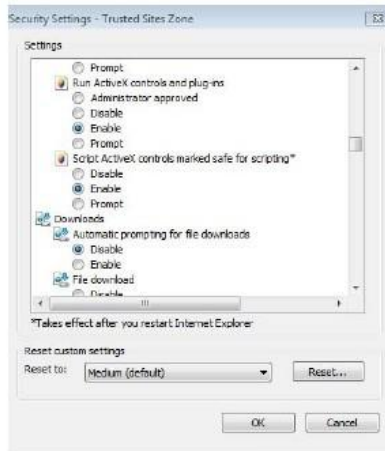 Security Settings - Trusted Sites Zone
Settings
Prompt
Run ActiveX controls and plug-ins
Administrator approved
Disable
Enable
Prompt
Script ActiveX controls marked safe for scripting*
Disable
Enable
Prompt
Downloads
Automatic prompting for file downloads
Disable
Enable
File download
Disable
*Takes effect after you restart Internet Explorer
Reset custom settings
Reset to: Medium (default) Reset...
OK Cancel